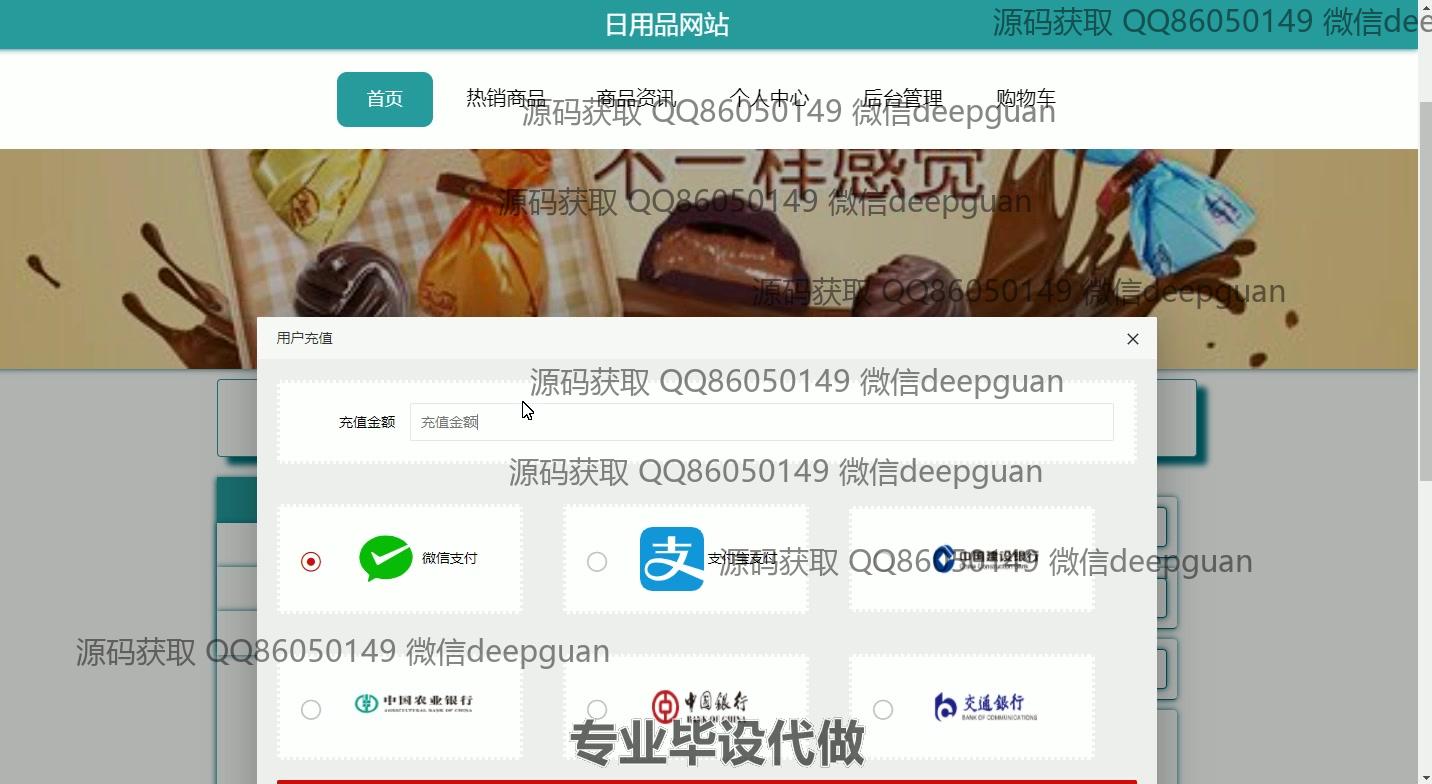 日用品网站
源码获取 QQ86050149 微信dee
首页 热销商品 商品资讯 个人中心 后台管理 购物车
源码获取 QQ86050149 微信deepguan
不一样感觉
源码获取 QQ86050149 微信deepguan
源码获取 QQ86050149 微信deepguan
用户充值
源码获取 QQ86050149 微信deepguan
充值金额 充值金额
源码获取 QQ86050149 微信deepguan
微信支付 支付宝支付 中国建设银行
China Construction Bank
源码获取 QQ86050149 微信deepguan
源码获取 QQ86050149 微信deepguan
中国农业银行 中国银行 交通银行
AGRICULTURAL BANK OF CHINA BANK OF CHINA BANK OF COMMUNICATIONS
专业毕设代做